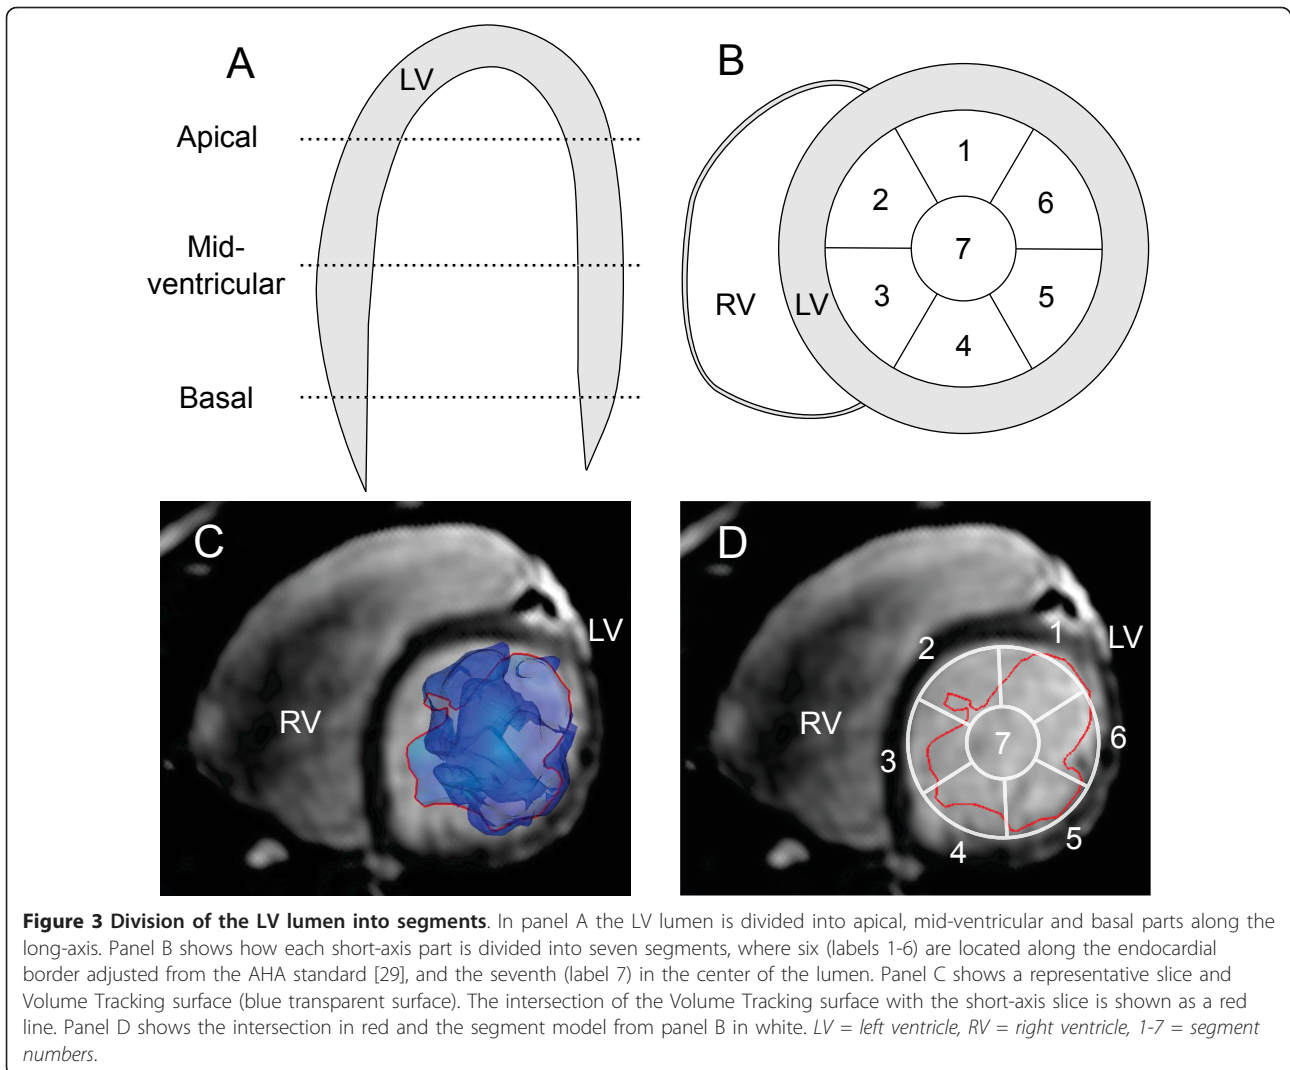 A
LV
Apical
Mid-
ventricular
Basal
B
1
2
6
7
3
5
RV
LV
4
C
LV
RV
D
1
LV
2
RV
3
7
6
4
5
Figure 3 Division of the LV lumen into segments. In panel A the LV lumen is divided into apical, mid-ventricular and basal parts along the
long-axis. Panel B shows how each short-axis part is divided into seven segments, where six (labels 1-6) are located along the endocardial
border adjusted from the AHA standard [29], and the seventh (label 7) in the center of the lumen. Panel C shows a representative slice and
Volume Tracking surface (blue transparent surface). The intersection of the Volume Tracking surface with the short-axis slice is shown as a red
line. Panel D shows the intersection in red and the segment model from panel B in white. LV = left ventricle, RV = right ventricle, 1-7 = segment
numbers.